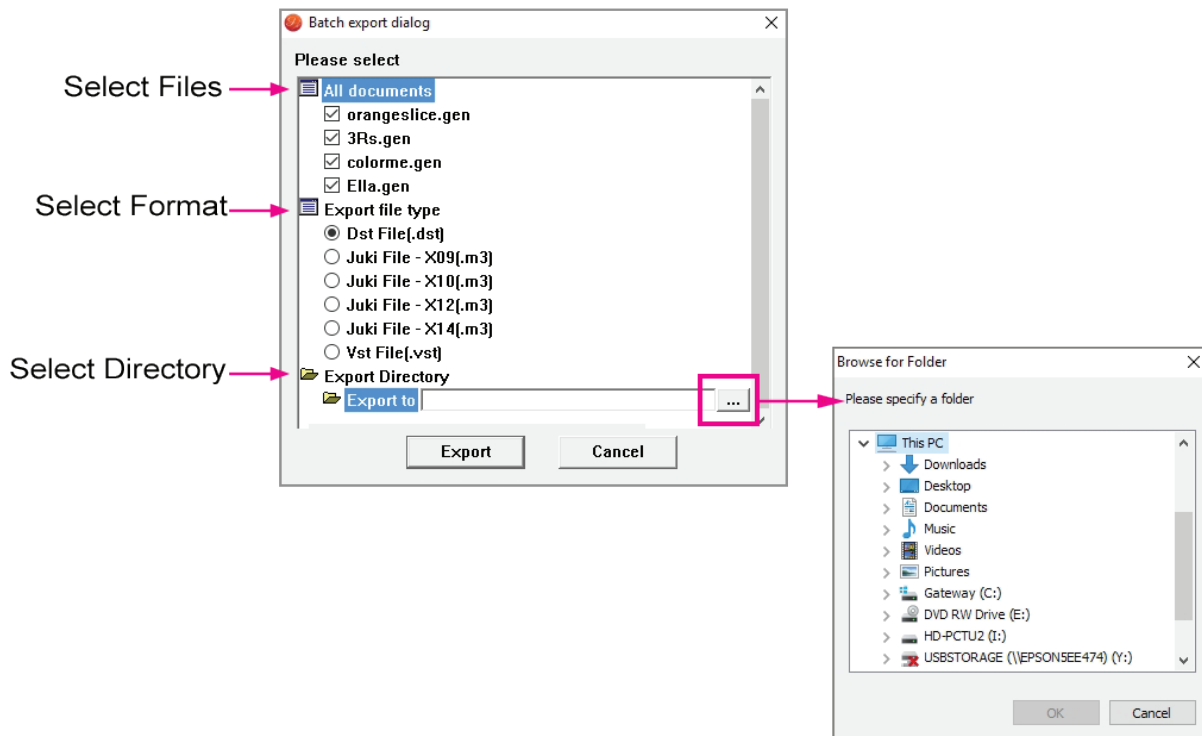 Batch export dialog
Please select
Select Files
All documents
orangeslice.gen
3Rs.gen
colorme.gen
Ella.gen
Select Format
Export file type
Dst File(.dst)
Juki File - X09(.m3)
Juki File - X10(.m3)
Juki File - X12(.m3)
Juki File - X14(.m3)
Vst File(.vst)
Select Directory
Export Directory
Export to
...
Export
Cancel
Browse for Folder
Please specify a folder
This PC
Downloads
Desktop
Documents
Music
Videos
Pictures
Gateway (C:)
DVD RW Drive (E:)
HD-PCTU2 (I:)
USBSTORAGE (\\EPSON5EE474) (Y:)
OK
Cancel